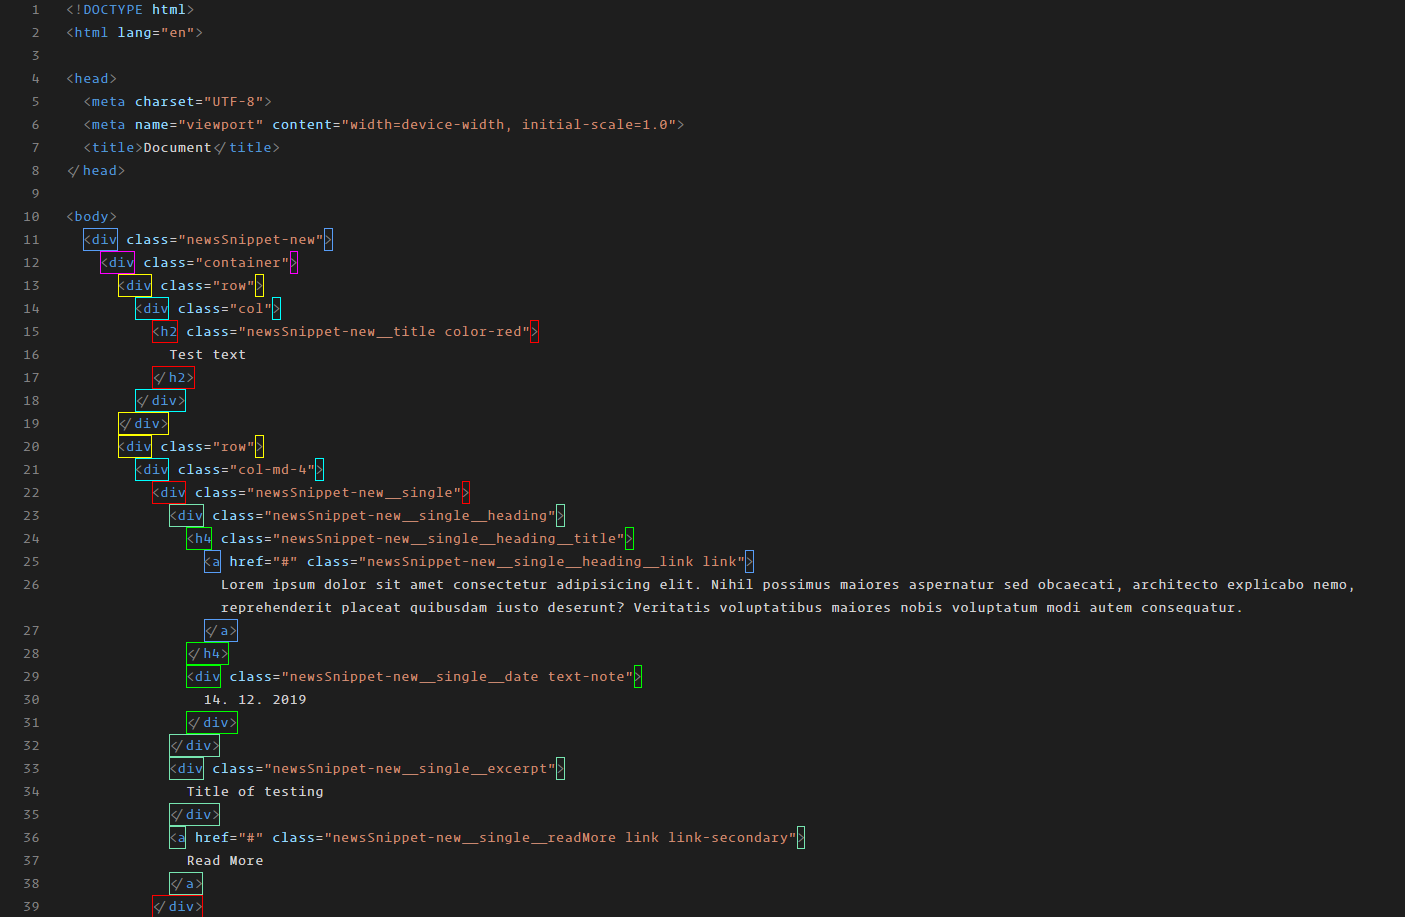 1 <!DOCTYPE html>
2 <html lang="en">
3
4 <head>
5   <meta charset="UTF-8">
6   <meta name="viewport" content="width=device-width, initial-scale=1.0">
7   <title>Document</title>
8 </head>
9
10 <body>
11   <div class="newsSnippet-new">
12     <div class="container">
13       <div class="row">
14         <div class="col">
15           <h2 class="newsSnippet-new__title color-red">
16             Test text
17           </h2>
18         </div>
19       </div>
20       <div class="row">
21         <div class="col-md-4">
22           <div class="newsSnippet-new__single">
23             <div class="newsSnippet-new__single__heading">
24               <h4 class="newsSnippet-new__single__heading__title">
25                 <a href="#" class="newsSnippet-new__single__heading__link link">
26                   Lorem ipsum dolor sit amet consectetur adipisicing elit. Nihil possimus maiores aspernatur sed obcaecati, architecto explicabo nemo,
                   reprehenderit placeat quibusdam iusto deserunt? Veritatis voluptatibus maiores nobis voluptatum modi autem consequatur.
27                 </a>
28               </h4>
29               <div class="newsSnippet-new__single__date text-note">
30                 14. 12. 2019
31               </div>
32             </div>
33             <div class="newsSnippet-new__single__excerpt">
34               Title of testing
35             </div>
36             <a href="#" class="newsSnippet-new__single__readMore link link-secondary">
37               Read More
38             </a>
39           </div>